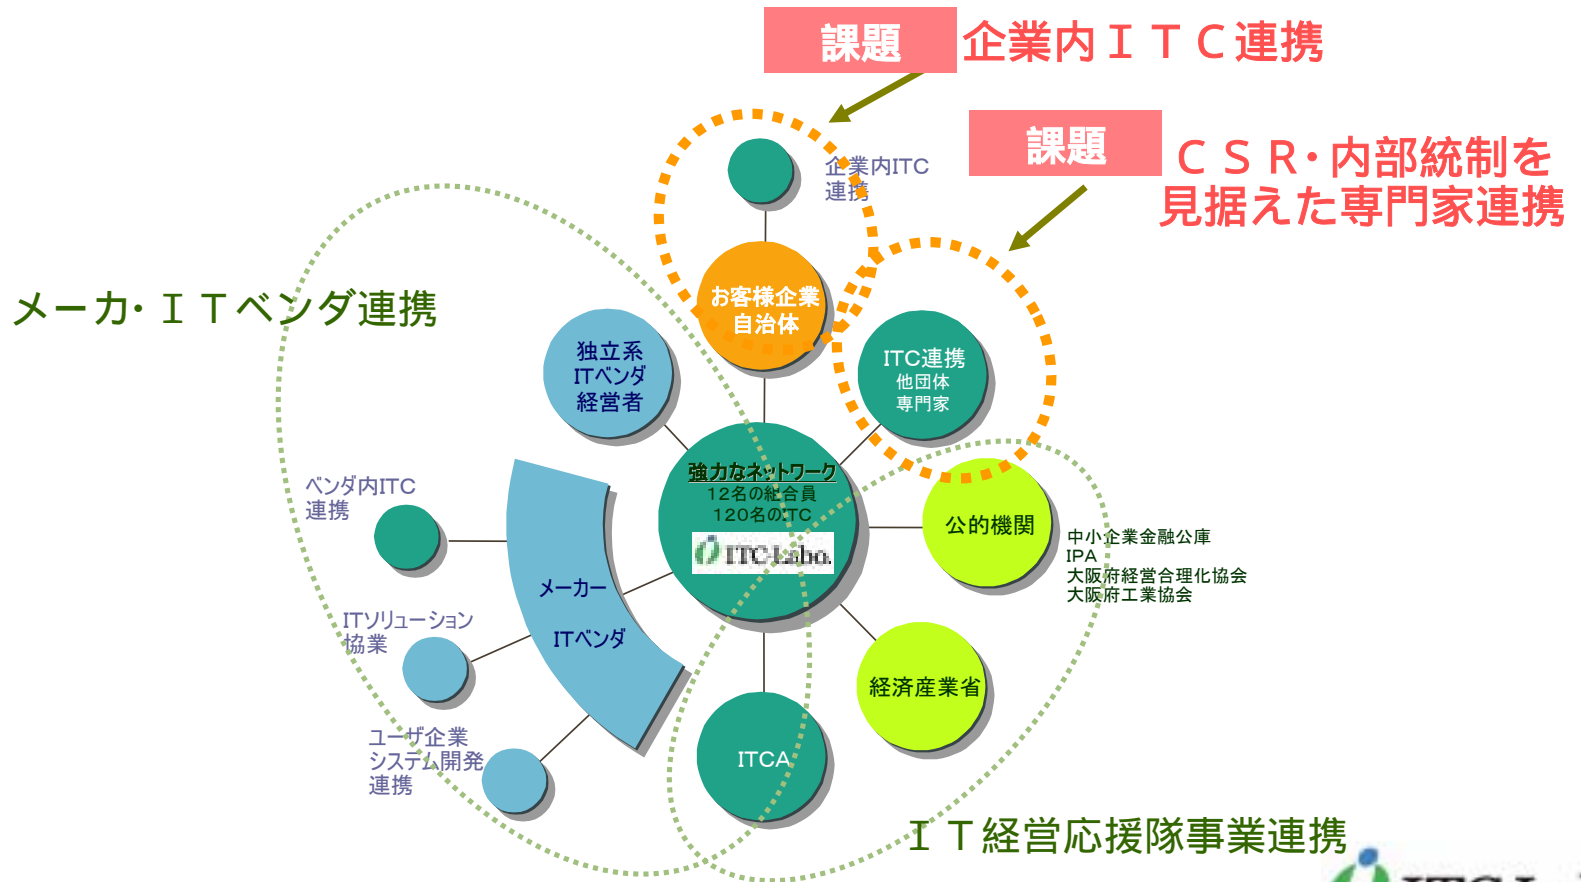 課題
企業内ＩＴＣ連携
課題
ＣＳＲ・内部統制を
見据えた専門家連携
企業内ITC
連携
メーカ・ＩＴベンダ連携
お客様企業
自治体
独立系
ITベンダ
経営者
ITC連携
他団体
専門家
強力なネットワーク
12名の組合員
120名のITC
ITC-Labo.
ベンダ内ITC
連携
公的機関
中小企業金融公庫
IPA
大阪府経営合理化協会
大阪府工業協会
メーカー
ITベンダ
ITソリューション
協業
経済産業省
ユーザ企業
システム開発
連携
ITCA
ＩＴ経営応援隊事業連携